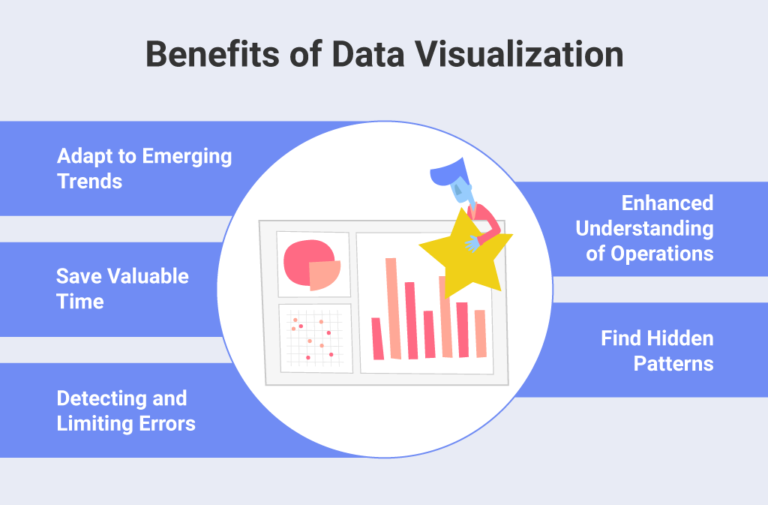 Benefits of Data Visualization
Adapt to Emerging
Trends
Save Valuable
Time
Detecting and
Limiting Errors
Enhanced
Understanding
of Operations
Find Hidden
Patterns